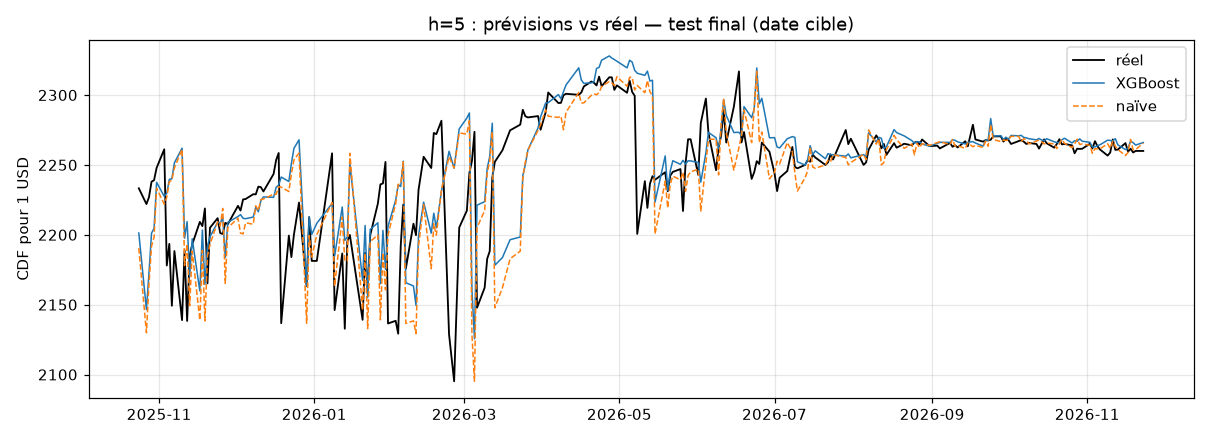 h=5 : prévisions vs réel — test final (date cible)
réel
XGBoost
naïve
CDF pour 1 USD
2300
2250
2200
2150
2100
2025-11
2026-01
2026-03
2026-05
2026-07
2026-09
2026-11